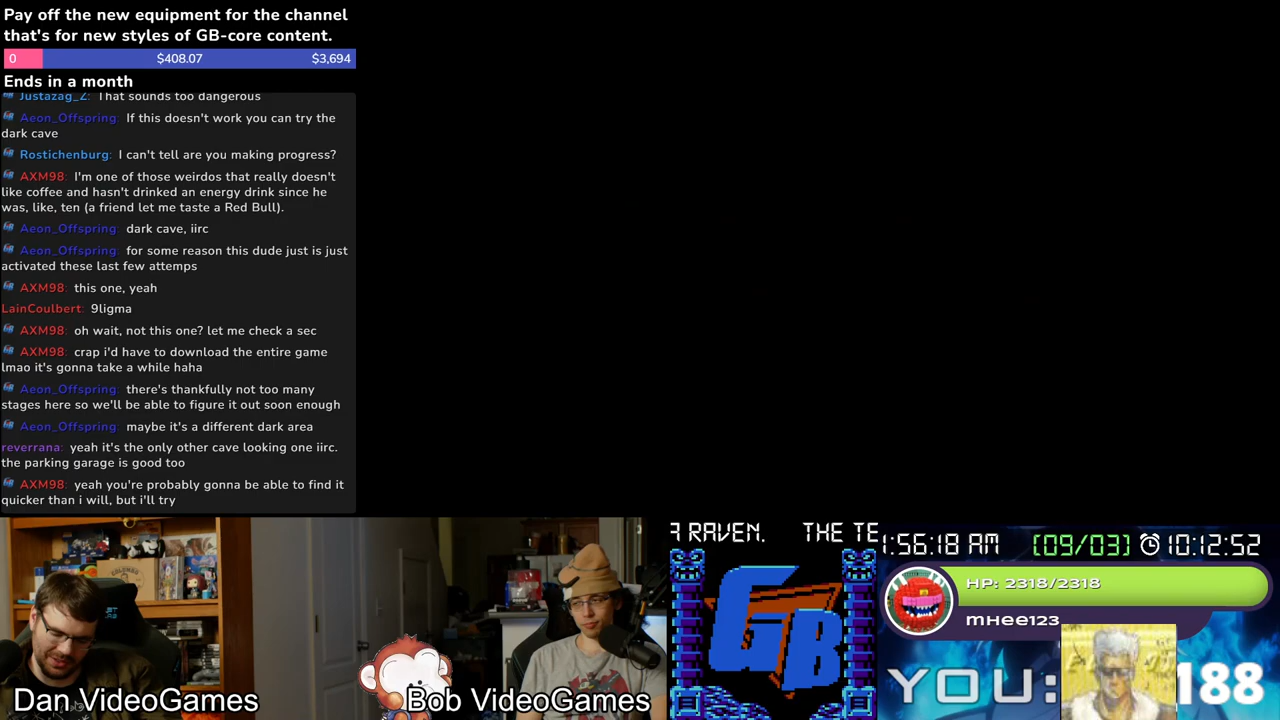 Pay off the new equipment for the channel
that's for new styles of GB-core content.
0 $408.07 $3,694
Ends in a month
Justazag_Z: That sounds too dangerous
Aeon_Offspring: If this doesn't work you can try the
dark cave
Rostichenburg: I can't tell are you making progress?
AXM98: I'm one of those weirdos that really doesn't
like coffee and hasn't drinked an energy drink since he
was, like, ten (a friend let me taste a Red Bull).
Aeon_Offspring: dark cave, iirc
Aeon_Offspring: for some reason this dude just is just
activated these last few attemps
AXM98: this one, yeah
LainCoulbert: 9ligma
AXM98: oh wait, not this one? let me check a sec
AXM98: crap i'd have to download the entire game
lmao it's gonna take a while haha
Aeon_Offspring: there's thankfully not too many
stages here so we'll be able to figure it out soon enough
Aeon_Offspring: maybe it's a different dark area
reverrana: yeah it's the only other cave looking one iirc.
the parking garage is good too
AXM98: yeah you're probably gonna be able to find it
quicker than i will, but i'll try
Dan VideoGames
Bob VideoGames
RAVEN. THE TE
GB
1:56:18 AM [09/03] 10:12:52
HP: 2318/2318
mHee123
YOU: 188